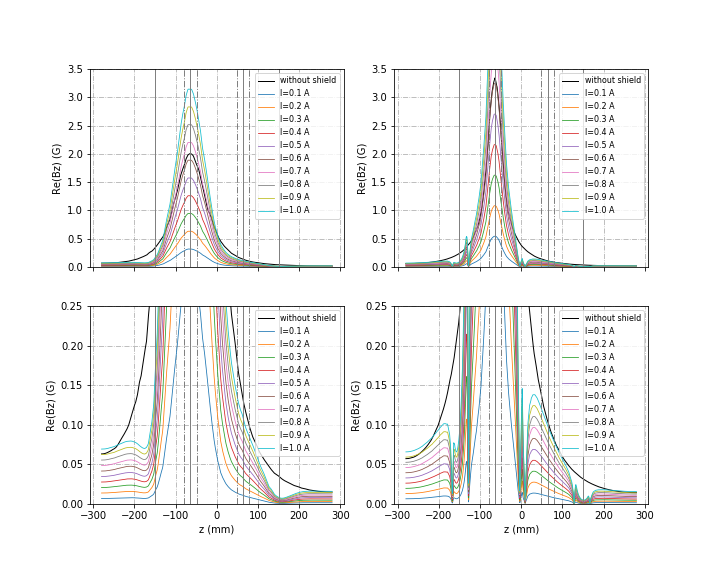 3.5
3.0
2.5
2.0
1.5
1.0
0.5
0.0
Re(Bz) (G)
without shield
I=0.1 A
I=0.2 A
I=0.3 A
I=0.4 A
I=0.5 A
I=0.6 A
I=0.7 A
I=0.8 A
I=0.9 A
I=1.0 A
3.5
3.0
2.5
2.0
1.5
1.0
0.5
0.0
Re(Bz) (G)
without shield
I=0.1 A
I=0.2 A
I=0.3 A
I=0.4 A
I=0.5 A
I=0.6 A
I=0.7 A
I=0.8 A
I=0.9 A
I=1.0 A
0.25
0.20
0.15
0.10
0.05
0.00
Re(Bz) (G)
without shield
I=0.1 A
I=0.2 A
I=0.3 A
I=0.4 A
I=0.5 A
I=0.6 A
I=0.7 A
I=0.8 A
I=0.9 A
I=1.0 A
−300 −200 −100 0 100 200 300
z (mm)
0.25
0.20
0.15
0.10
0.05
0.00
Re(Bz) (G)
without shield
I=0.1 A
I=0.2 A
I=0.3 A
I=0.4 A
I=0.5 A
I=0.6 A
I=0.7 A
I=0.8 A
I=0.9 A
I=1.0 A
−300 −200 −100 0 100 200 300
z (mm)